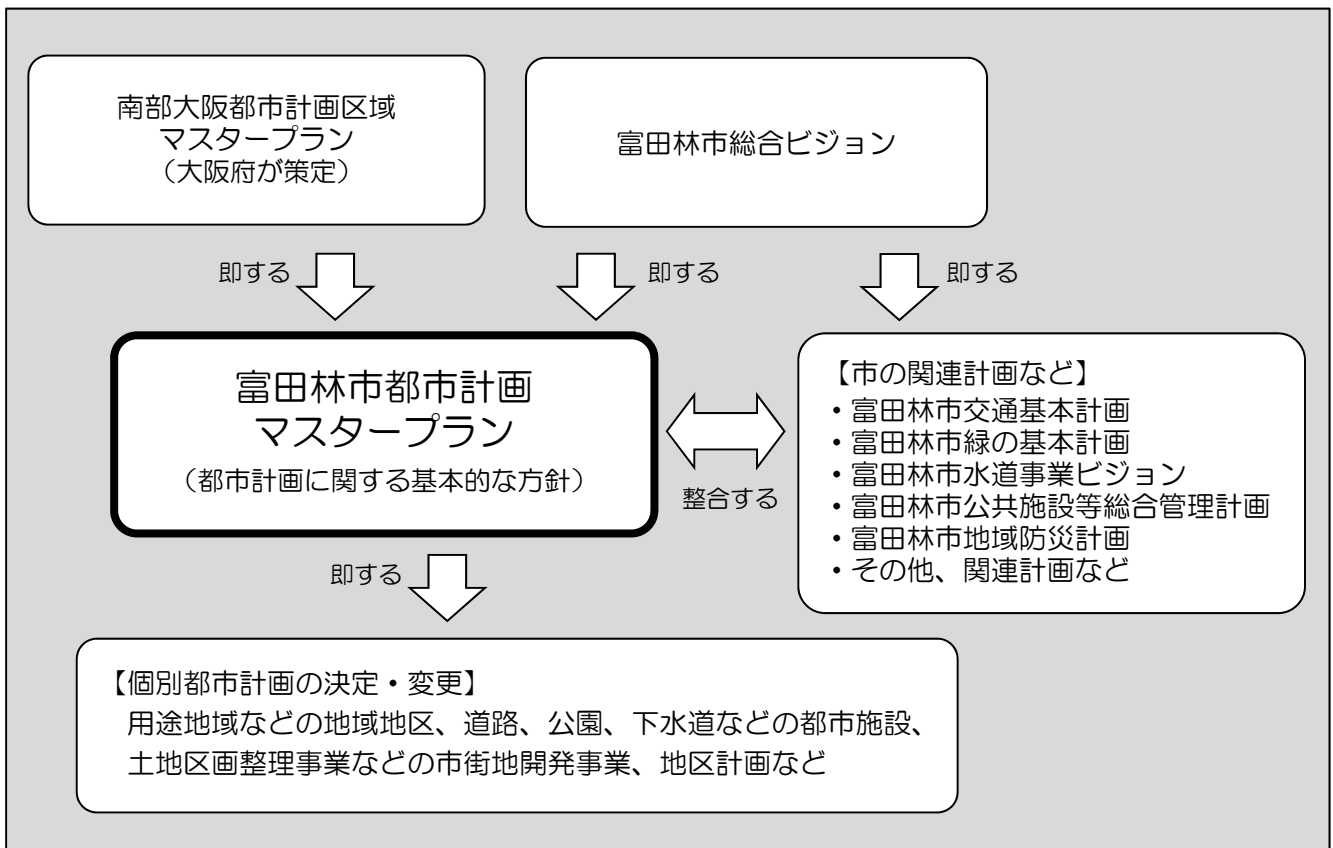 南部大阪都市計画区域
マスタープラン
（大阪府が策定）
富田林市総合ビジョン
即する
即する
即する
富田林市都市計画
マスタープラン
（都市計画に関する基本的な方針）
整合する
【市の関連計画など】
・富田林市交通基本計画
・富田林市緑の基本計画
・富田林市水道事業ビジョン
・富田林市公共施設等総合管理計画
・富田林市地域防災計画
・その他、関連計画など
即する
【個別都市計画の決定・変更】
用途地域などの地域地区、道路、公園、下水道などの都市施設、
土地区画整理事業などの市街地開発事業、地区計画など